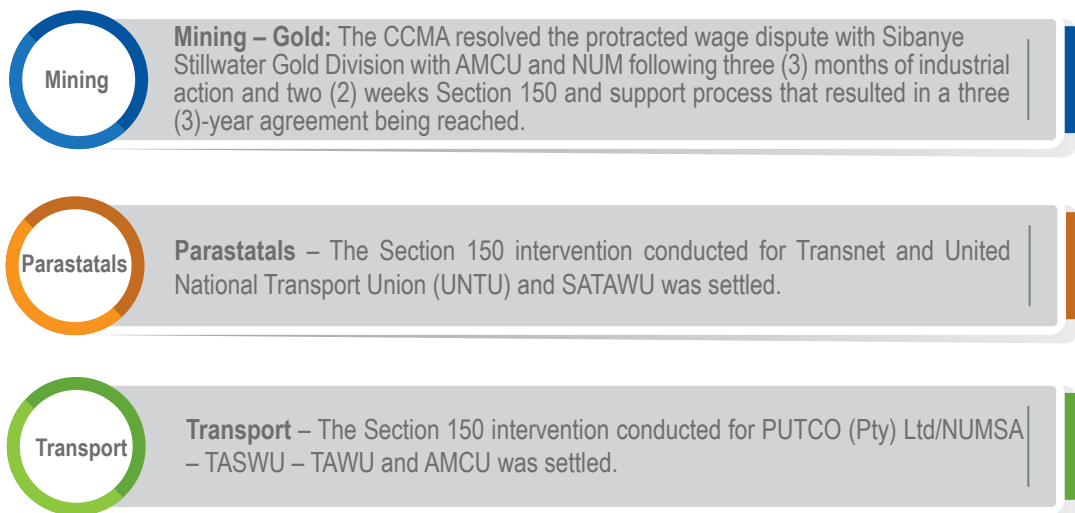 Mining
Mining – Gold: The CCMA resolved the protracted wage dispute with Sibanye
Stillwater Gold Division with AMCU and NUM following three (3) months of industrial
action and two (2) weeks Section 150 and support process that resulted in a three
(3)-year agreement being reached.
Parastatals
Parastatals – The Section 150 intervention conducted for Transnet and United
National Transport Union (UNTU) and SATAWU was settled.
Transport
Transport – The Section 150 intervention conducted for PUTCO (Pty) Ltd/NUMSA
– TASWU – TAWU and AMCU was settled.